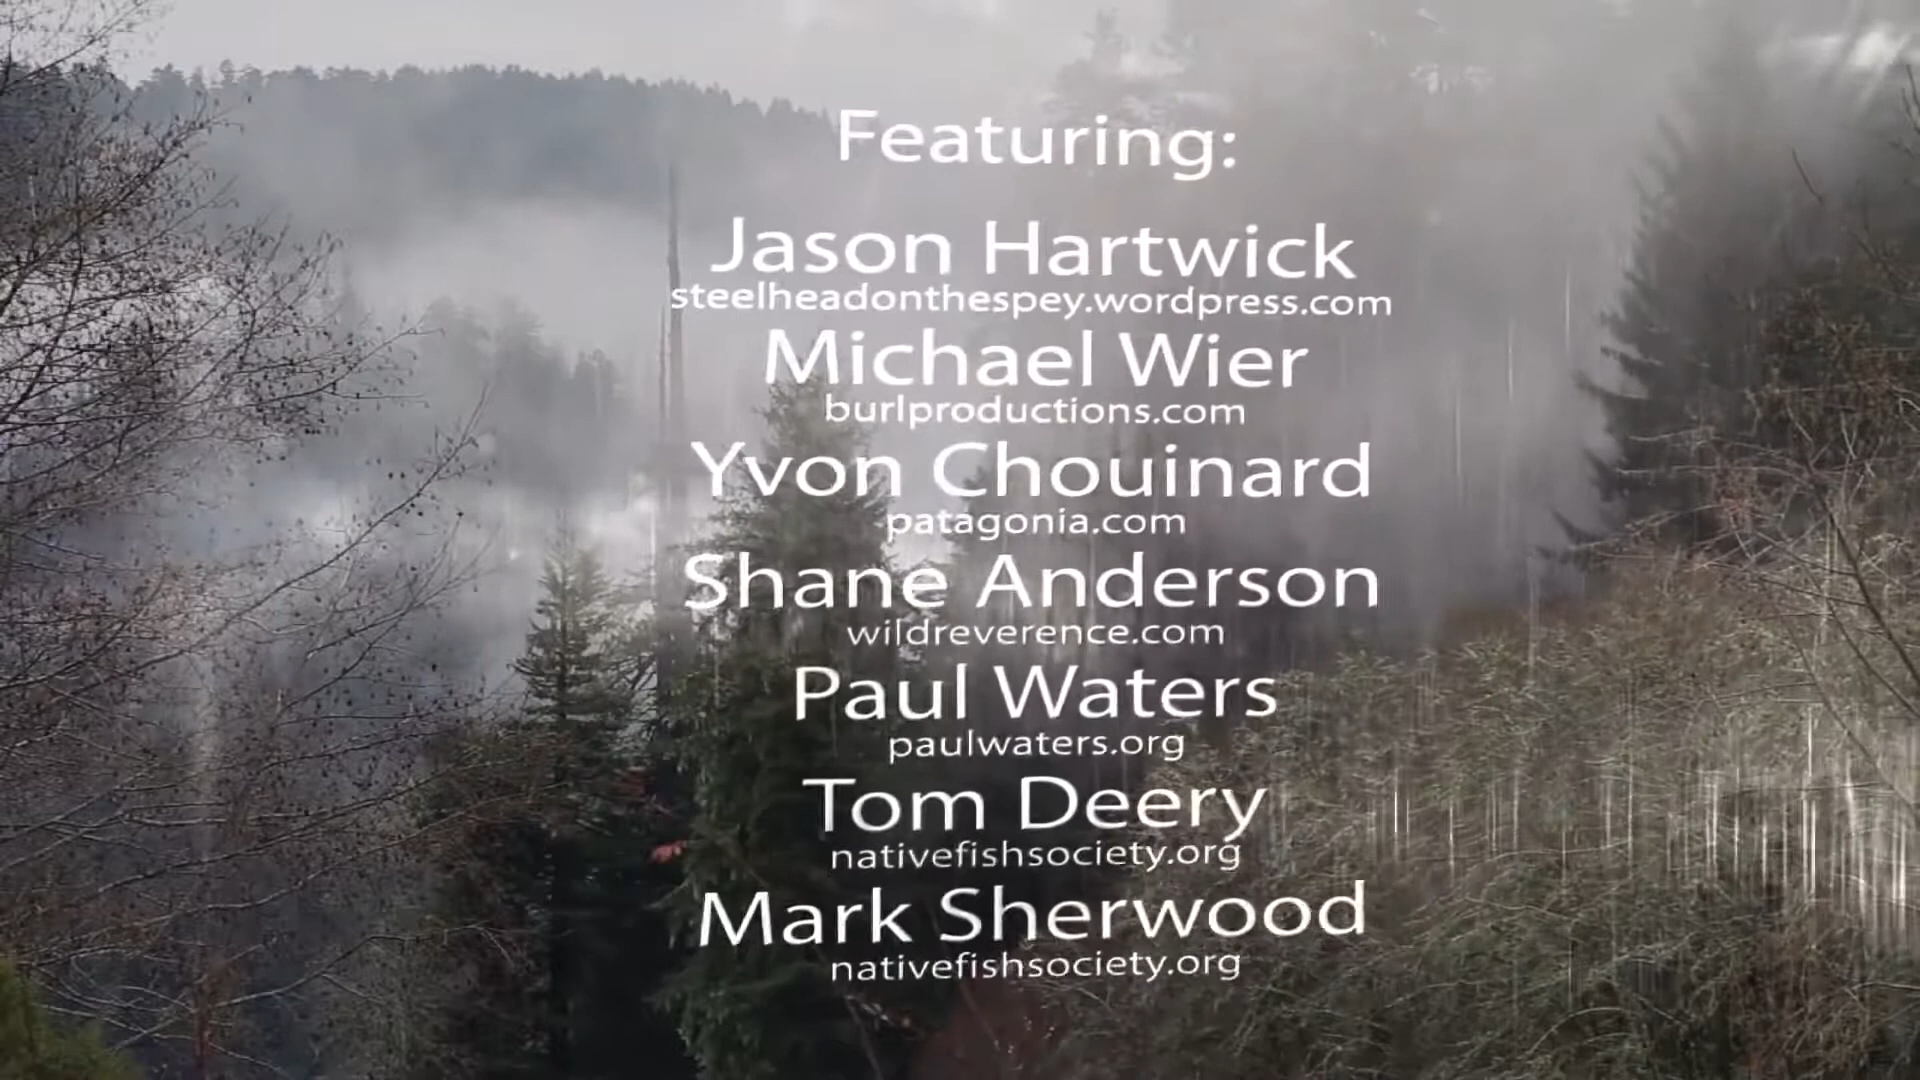 Featuring:
Jason Hartwick
steelheadonthespey.wordpress.com
Michael Wier
burlproductions.com
Yvon Chouinard
patagonia.com
Shane Anderson
wildreverence.com
Paul Waters
paulwaters.org
Tom Deery
nativefishsociety.org
Mark Sherwood
nativefishsociety.org